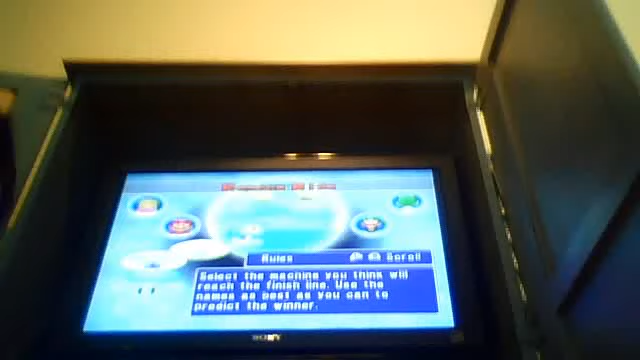 Rules
Scroll
Select the machine you think will
reach the finish line. Use the
names as best as you can to
predict the winner.
SONY